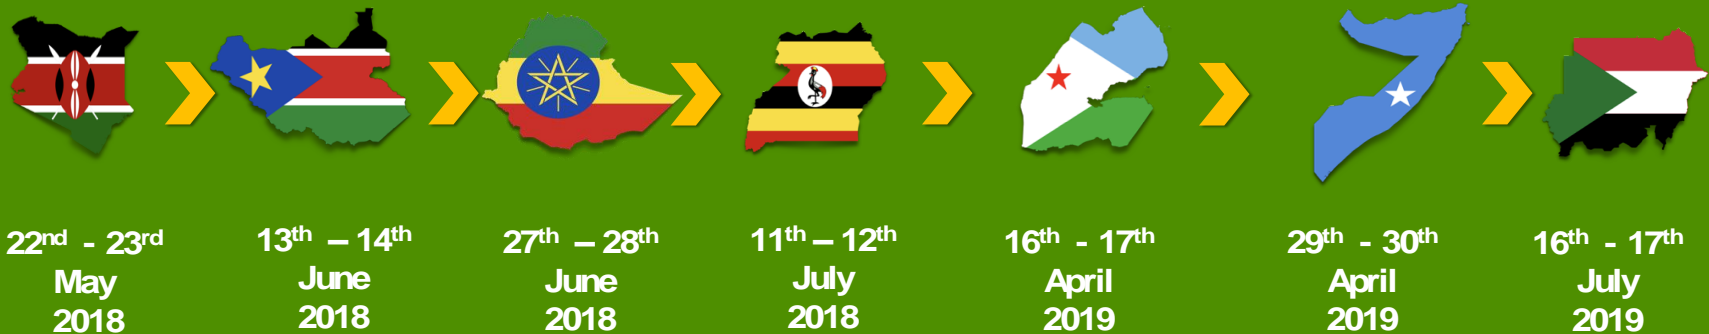 22nd - 23rd
May
2018
13th – 14th
June
2018
27th – 28th
June
2018
11th – 12th
July
2018
16th - 17th
April
2019
29th - 30th
April
2019
16th - 17th
July
2019